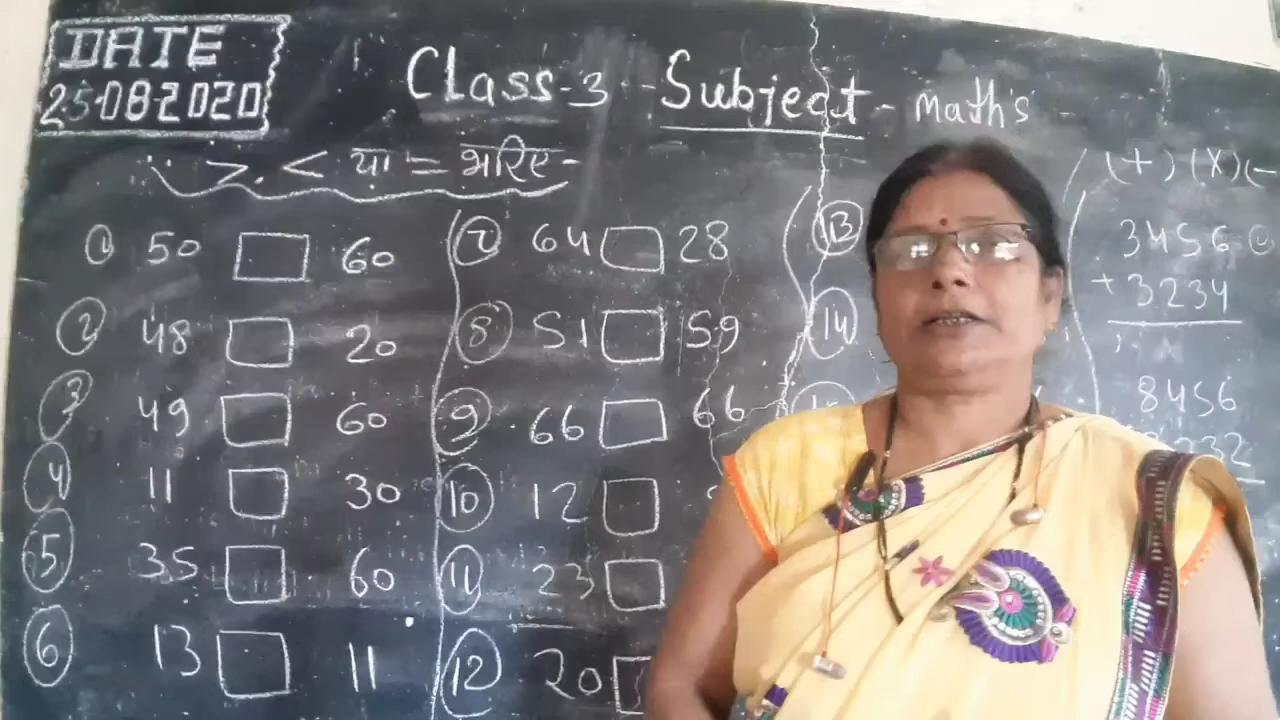 DATE
25-08-2020
Class-3 - Subject - math's
>, < या = भरिए-
① 50 □ 60
② 48 □ 20
③ 49 □ 60
④ 11 □ 30
⑤ 35 □ 60
⑥ 13 □ 11
⑦ 64 □ 28
⑧ 51 □ 59
⑨ 66 □ 66
⑩ 12 □
⑪ 23 □
⑫ 20 □
⑬
⑭
(+) (X) (-
3456
+3234
8456
232